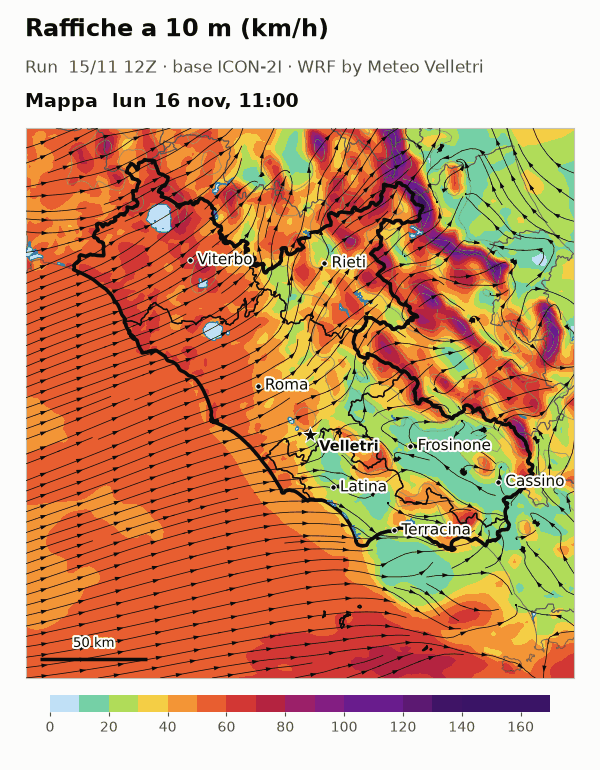 Raffiche a 10 m (km/h)
Run  15/11 12Z · base ICON-2I · WRF by Meteo Velletri
Mappa  lun 16 nov, 11:00
Viterbo
Rieti
Roma
Velletri
Frosinone
Cassino
Latina
Terracina
50 km
0 20 40 60 80 100 120 140 160